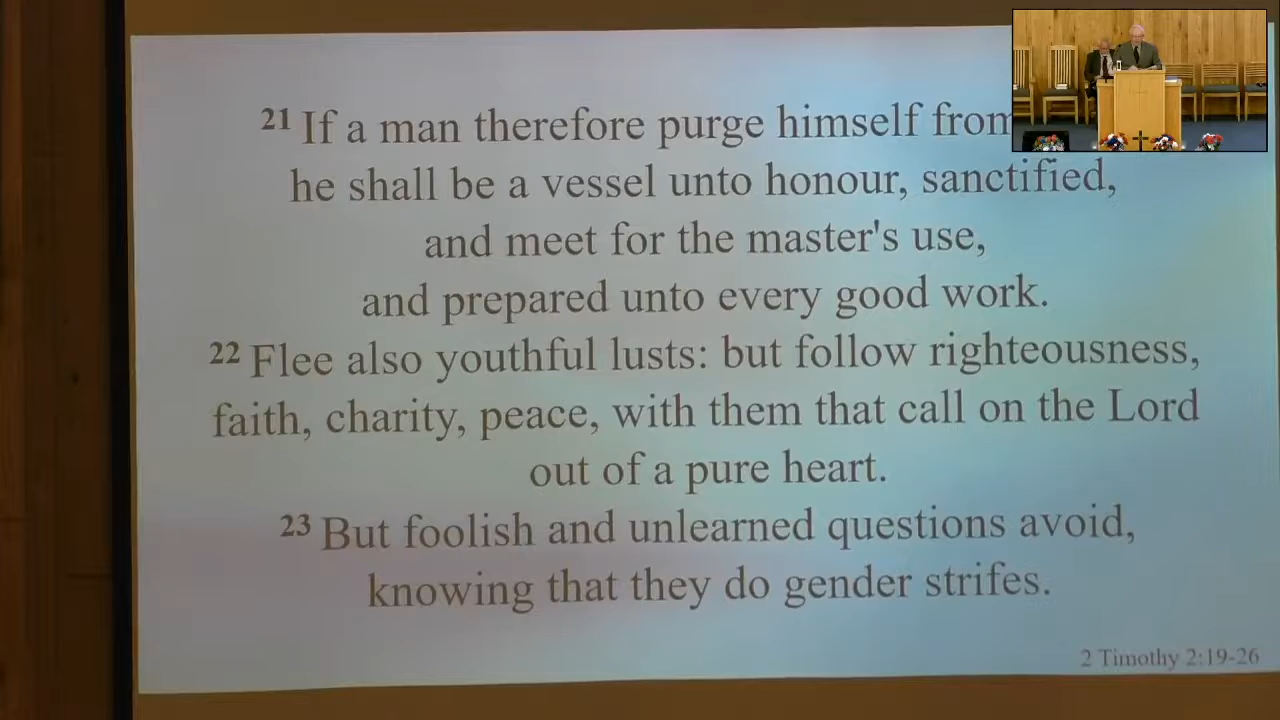 21 If a man therefore purge himself from
he shall be a vessel unto honour, sanctified,
and meet for the master's use,
and prepared unto every good work.
22 Flee also youthful lusts: but follow righteousness,
faith, charity, peace, with them that call on the Lord
out of a pure heart.
23 But foolish and unlearned questions avoid,
knowing that they do gender strifes.
2 Timothy 2:19-26